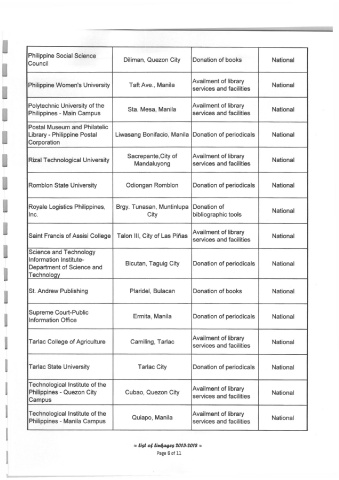 Philippine Social Science
Council
Diliman, Quezon City
Donation of books
National
Philippine Women's University
Taft Ave., Manila
Availment of library
services and facilities
National
Polytechnic University of the
Philippines - Main Campus
Sta. Mesa, Manila
Availment of library
services and facilities
National
Postal Museum and Philatelic
Library - Philippine Postal
Corporation
Liwasang Bonifacio, Manila
Donation of periodicals
National
Rizal Technological University
Sacrepante,City of
Mandaluyong
Availment of library
services and facilities
National
Romblon State University
Odiongan Romblon
Donation of periodicals
National
Royale Logistics Philippines,
Inc.
Brgy. Tunasan, Muntinlupa
City
Donation of
bibliographic tools
National
Saint Francis of Assisi College
Talon III, City of Las Piñas
Availment of library
services and facilities
National
Science and Technology
Information Institute-
Department of Science and
Technology
Bicutan, Taguig City
Donation of periodicals
National
St. Andrew Publishing
Plaridel, Bulacan
Donation of books
National
Supreme Court-Public
Information Office
Ermita, Manila
Donation of periodicals
National
Tarlac College of Agriculture
Camiling, Tarlac
Availment of library
services and facilities
National
Tarlac State University
Tarlac City
Donation of periodicals
National
Technological Institute of the
Philippines - Quezon City
Campus
Cubao, Quezon City
Availment of library
services and facilities
National
Technological Institute of the
Philippines - Manila Campus
Quiapo, Manila
Availment of library
services and facilities
National
~ List of Linkages 2013-2015 ~
Page 8 of 11